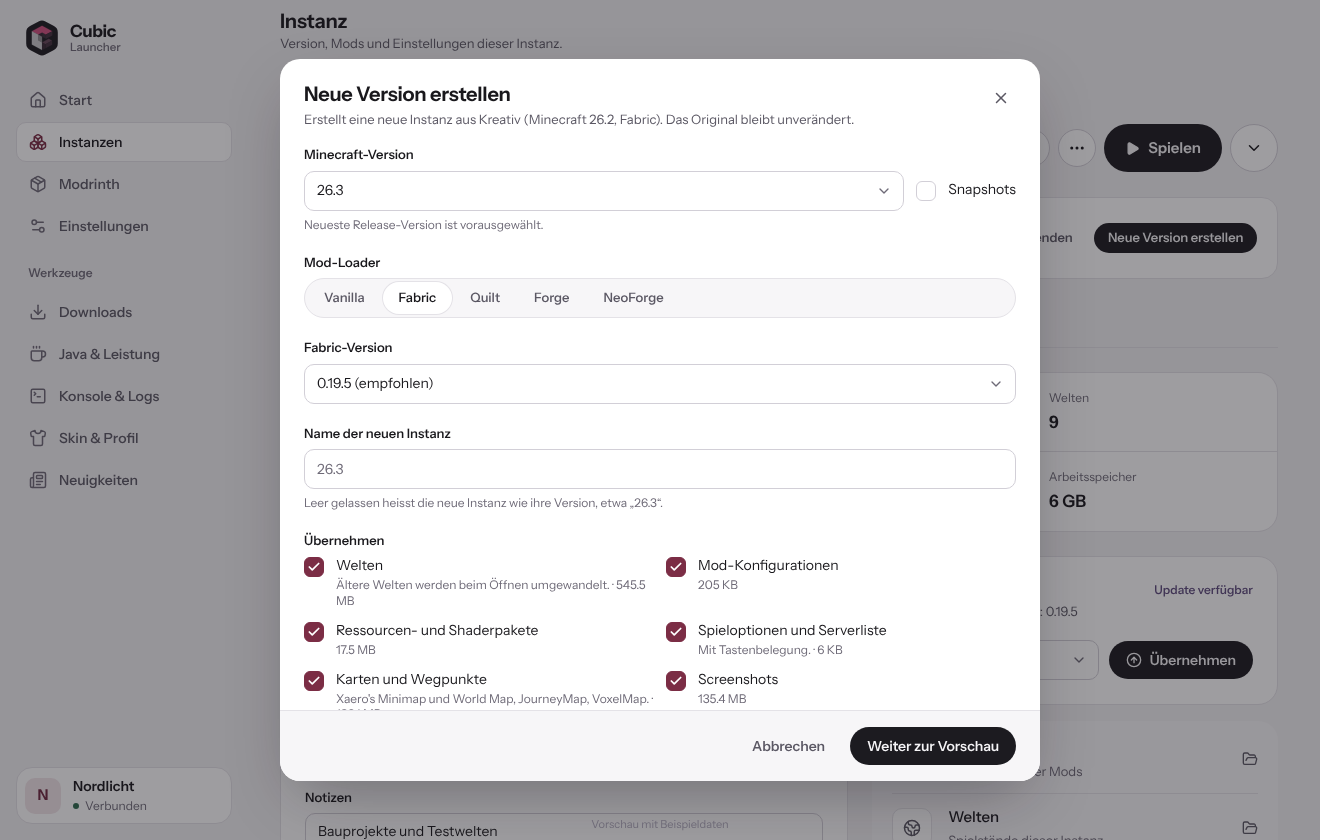 Cubic
Launcher
Start
Instanzen
Modrinth
Einstellungen
Werkzeuge
Downloads
Java & Leistung
Konsole & Logs
Skin & Profil
Neuigkeiten
N
Nordlicht
Verbunden
Instanz
Version, Mods und Einstellungen dieser Instanz.
Spielen
enden
Neue Version erstellen
Neue Version erstellen
Erstellt eine neue Instanz aus Kreativ (Minecraft 26.2, Fabric). Das Original bleibt unverändert.
Minecraft-Version
26.3
Snapshots
Neueste Release-Version ist vorausgewählt.
Mod-Loader
Vanilla Fabric Quilt Forge NeoForge
Fabric-Version
0.19.5 (empfohlen)
Name der neuen Instanz
26.3
Leer gelassen heisst die neue Instanz wie ihre Version, etwa „26.3“.
Übernehmen
Welten
Ältere Welten werden beim Öffnen umgewandelt. · 545.5
MB
Mod-Konfigurationen
205 KB
Ressourcen- und Shaderpakete
17.5 MB
Spieloptionen und Serverliste
Mit Tastenbelegung. · 6 KB
Karten und Wegpunkte
Xaero's Minimap und World Map, JourneyMap, VoxelMap. ·
Screenshots
135.4 MB
Abbrechen
Weiter zur Vorschau
Welten
9
Arbeitsspeicher
6 GB
Update verfügbar
: 0.19.5
Übernehmen
er Mods
Welten
Spielstände dieser Instanz
Notizen
Bauprojekte und Testwelten
Vorschau mit Beispieldaten